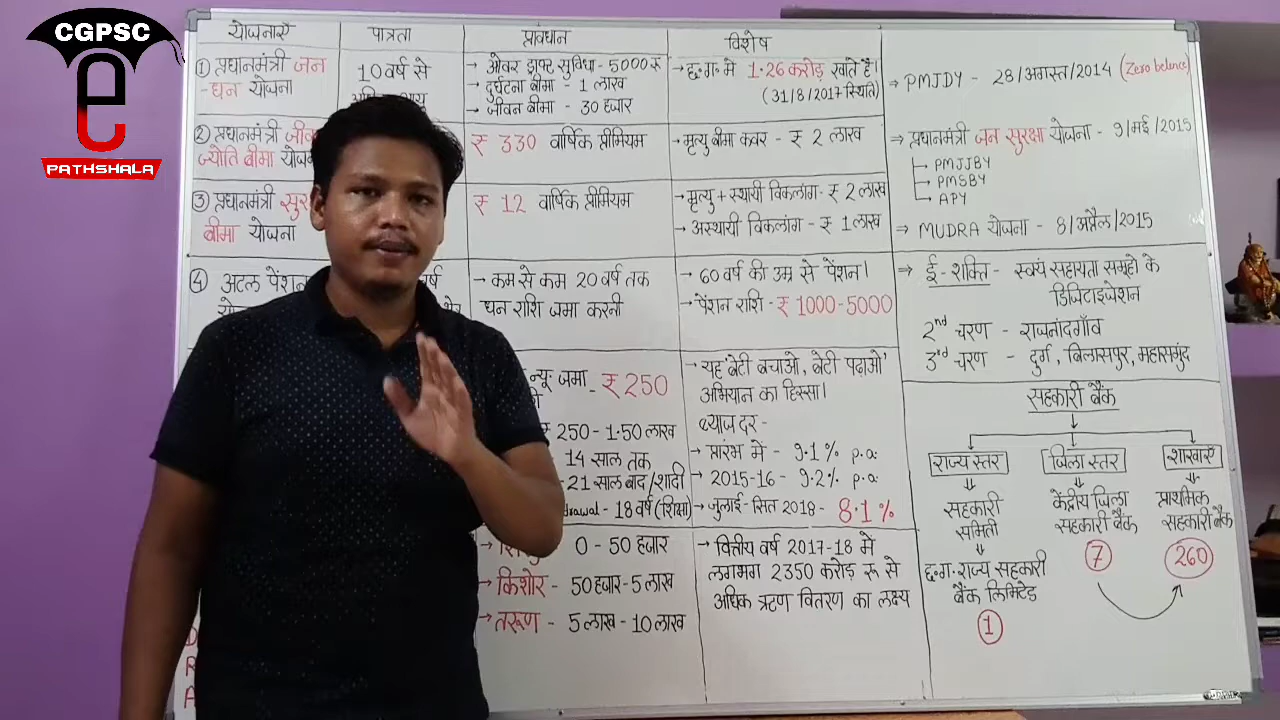 CGPSC
e
PATHSHALA
योजनाएँ
पात्रता
प्रावधान
विशेष
① प्रधानमंत्री जन
-धन योजना
10 वर्ष से
→ ओवर ड्राफ्ट सुविधा - 5000 रु
→ दुर्घटना बीमा - 1 लाख
→ जीवन बीमा - 30 हजार
→ छ.ग. में 1.26 करोड़ खाते हैं।
(31/8/2017 स्थिति)
② प्रधानमंत्री
ज्योति बीमा
₹ 330 वार्षिक प्रीमियम
→ मृत्यु बीमा कवर - ₹ 2 लाख
③ प्रधानमंत्री
बीमा योजना
₹ 12 वार्षिक प्रीमियम
→ मृत्यु + स्थायी विकलांग - ₹ 2 लाख
→ अस्थायी विकलांग - ₹ 1 लाख
④ अटल
वर्ष
→ कम से कम 20 वर्ष तक
धन राशि जमा करनी
→ 60 वर्ष की उम्र से पेंशन।
→ पेंशन राशि - ₹ 1000-5000
जमा - ₹ 250
₹ 250 - 1.50 लाख
14 साल तक
- 21 साल बाद / शादी
- 18 वर्ष (शिक्षा)
→ यह 'बेटी बचाओ, बेटी पढ़ाओ'
अभियान का हिस्सा।
ब्याज दर -
→ प्रारंभ में - 9.1% p.a.
→ 2015-16 - 9.2% p.a.
→ जुलाई - सित 2018 - 8.1%
0 - 50 हजार
→ किशोर - 50 हजार - 5 लाख
→ तरूण - 5 लाख - 10 लाख
→ वित्तीय वर्ष 2017-18 में
लगभग 2350 करोड़ रू से
अधिक ऋण वितरण का लक्ष्य
⇒ PMJDY - 28/अगस्त/2014 (Zero belence)
⇒ प्रधानमंत्री जन सुरक्षा योजना - 9/मई/2015
→ PMJJBY
→ PMSBY
→ APY
⇒ MUDRA योजना - 8/अप्रैल/2015
⇒ ई-शक्ति - स्वयं सहायता समूहों के
डिजिटाइजेशन
2nd चरण - राजनांदगाँव
3rd चरण - दुर्ग, बिलासपुर, महासमुंद
सहकारी बैंक
राज्य स्तर
जिला स्तर
शाखाएँ
सहकारी
समिती
केंद्रीय जिला
सहकारी बैंक
प्राथमिक
सहकारी बैंक
7
260
छ.ग. राज्य सहकारी
बैंक लिमिटेड
1